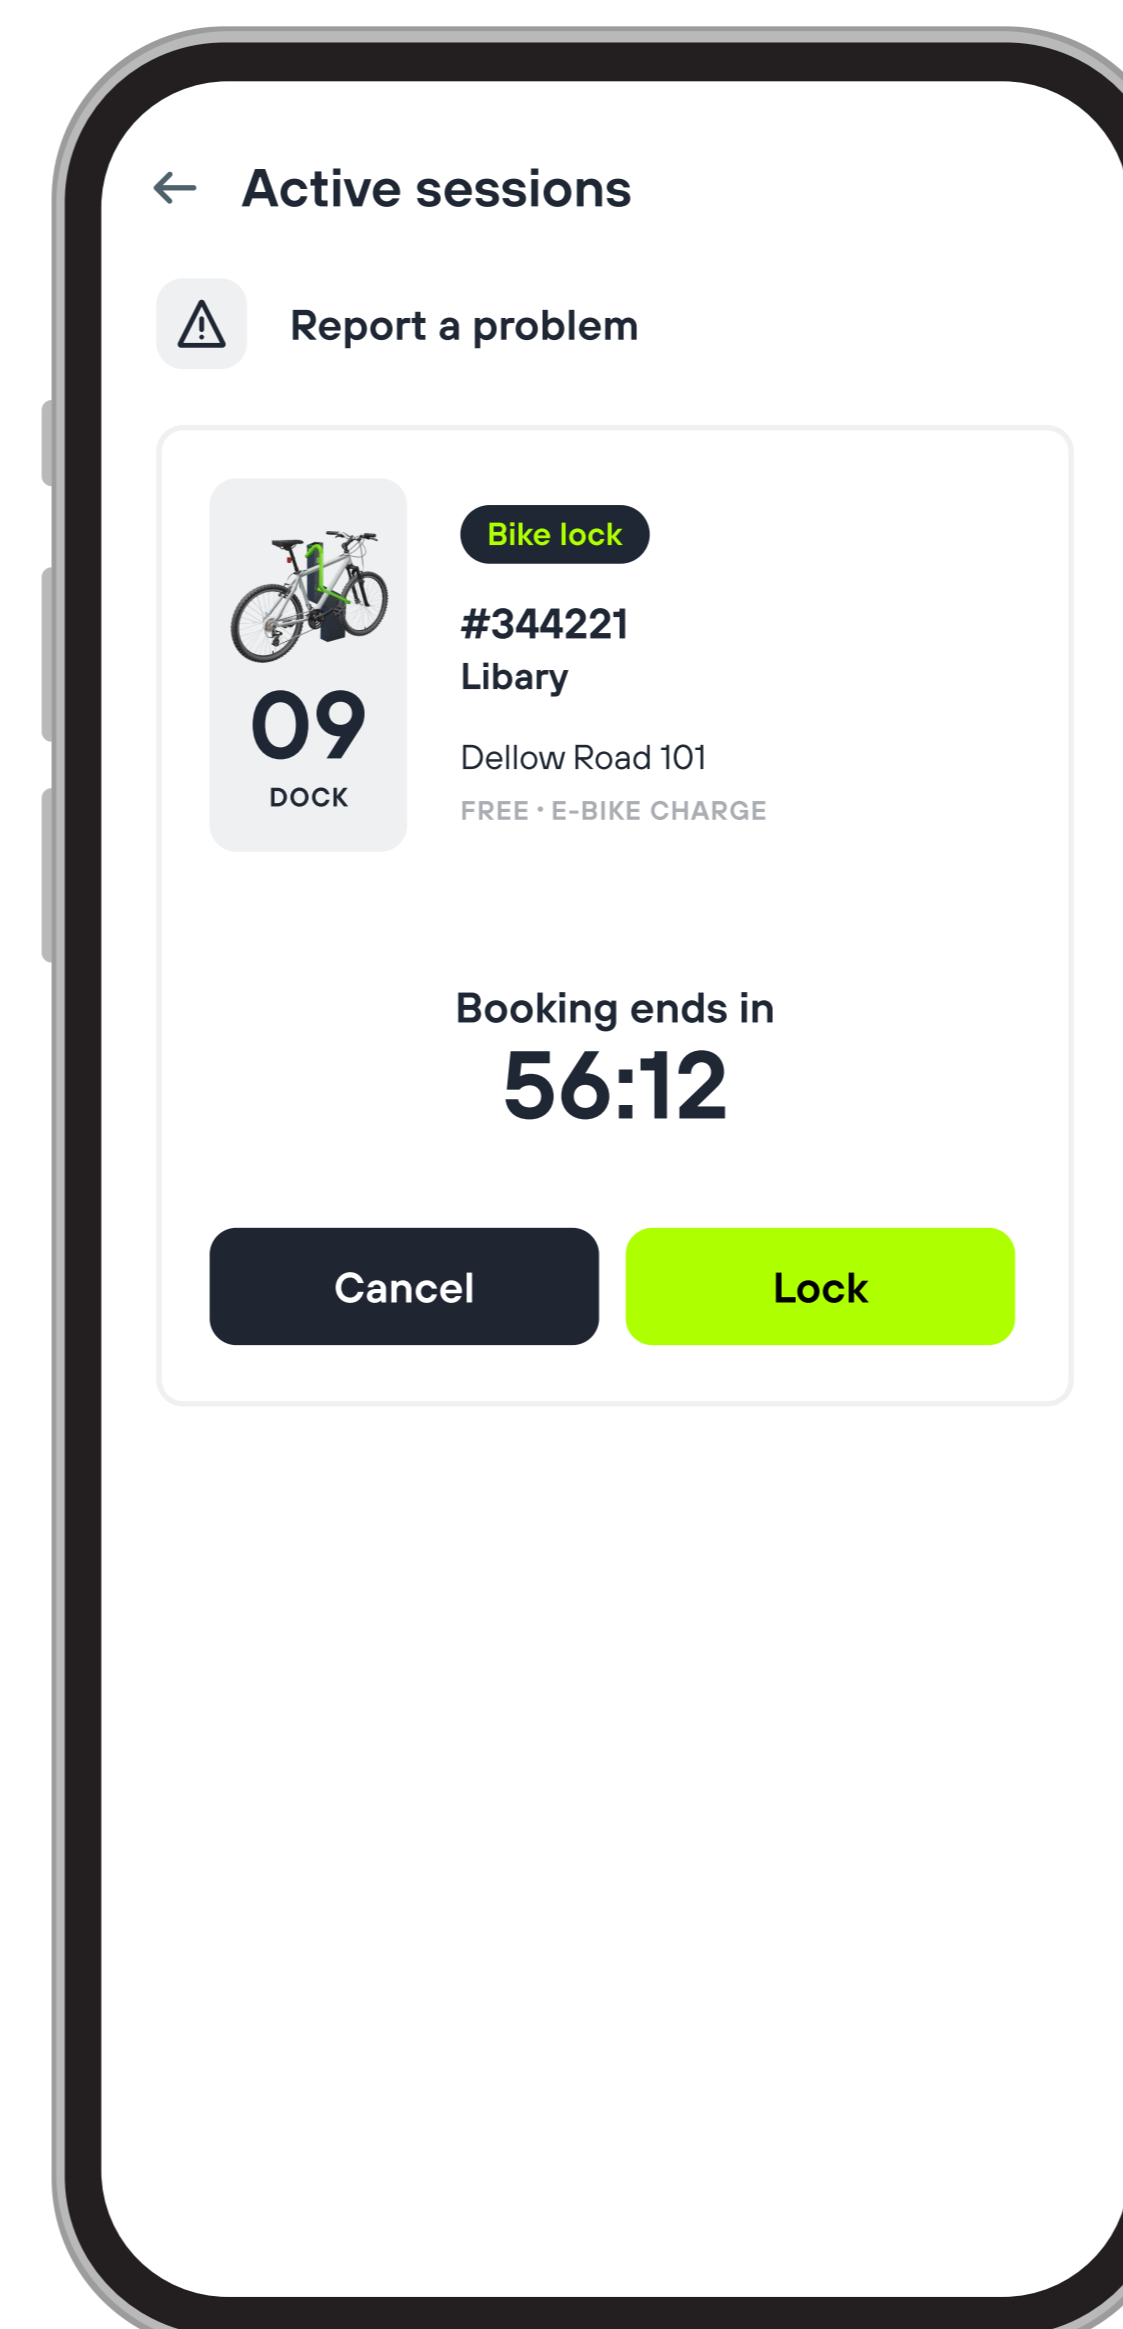 Active sessions
Report a problem
Bike lock
#344221
Libary
09
DOCK
Dellow Road 101
FREE • E-BIKE CHARGE
Booking ends in
56:12
Cancel
Lock